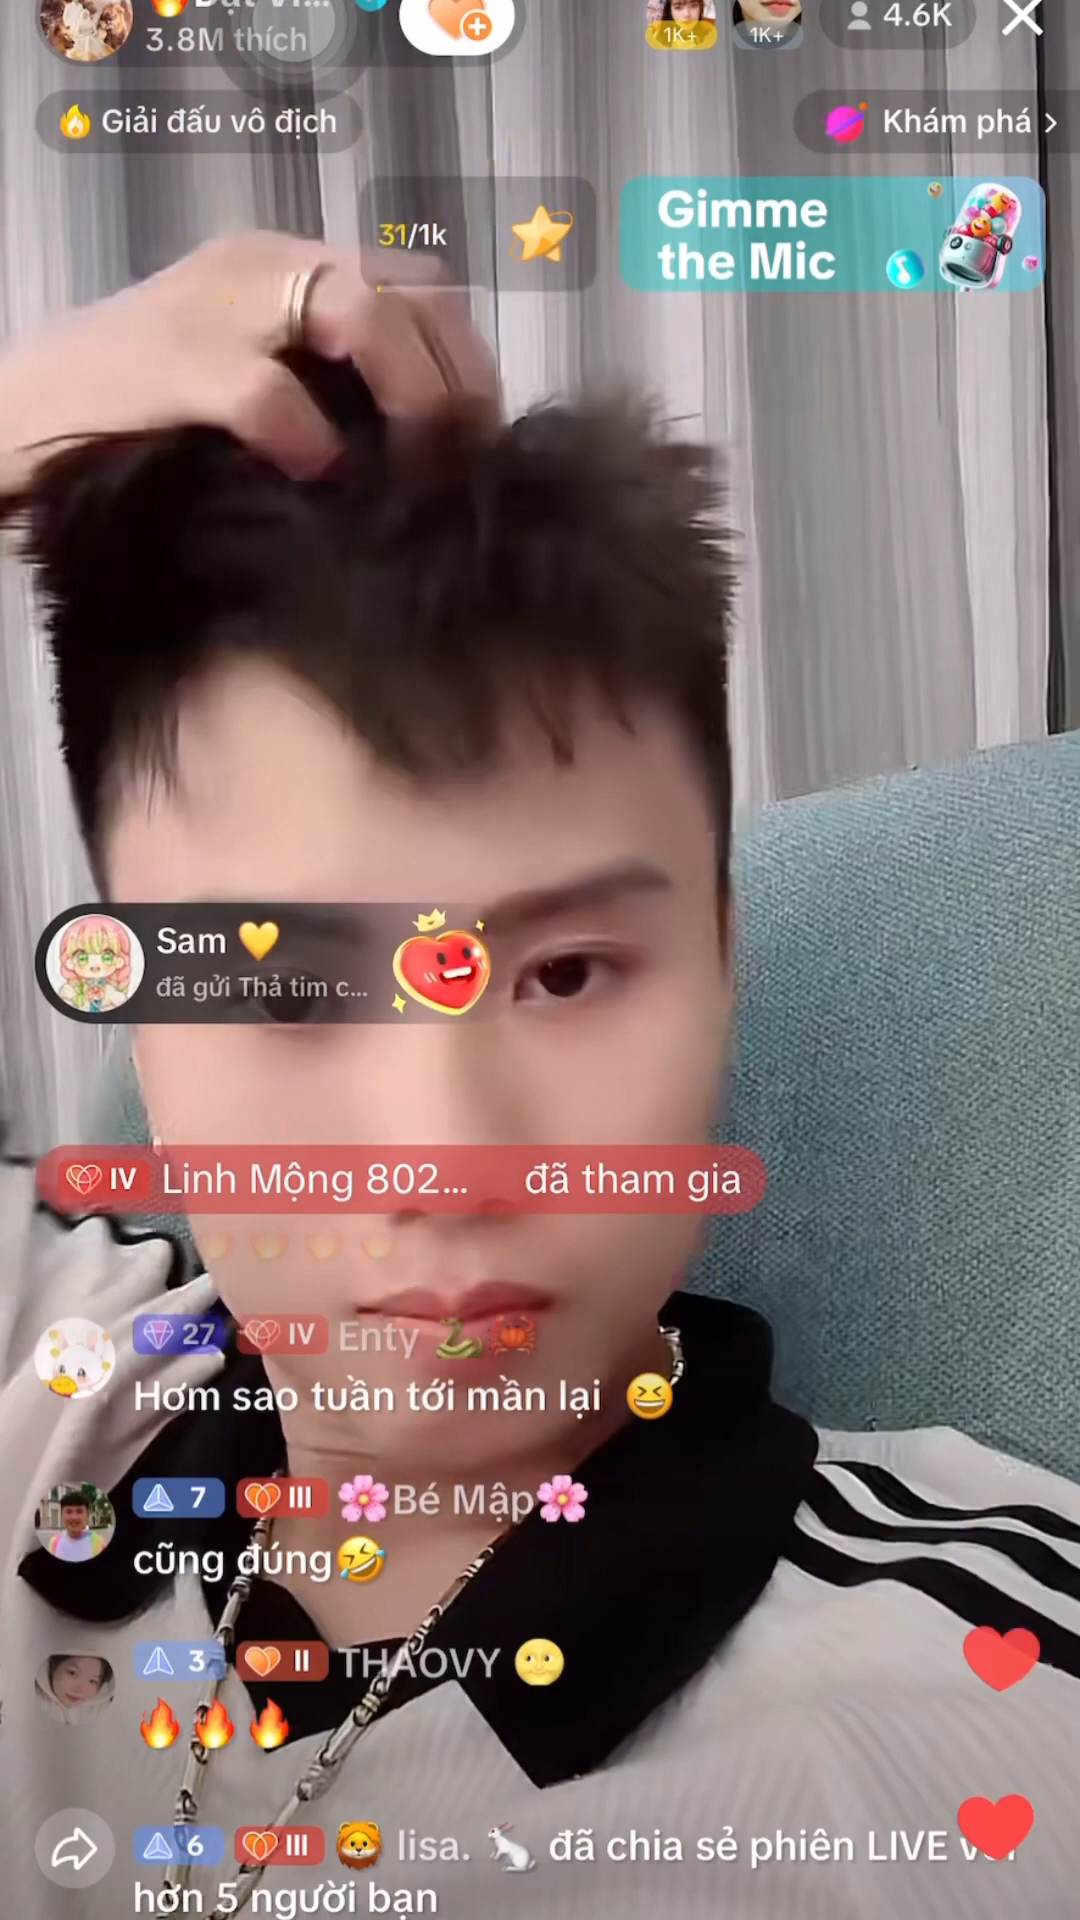 3.8M thích
1K+
1K+
4.6K
Giải đấu vô địch
Khám phá
31/1k
Gimme
the Mic
Sam
đã gửi Thả tim c...
IV Linh Mộng 802... đã tham gia
27 IV Enty
Hơm sao tuần tới mần lại 😆
7 III 🌸Bé Mập🌸
cũng đúng🤣
3 II THAOVY 🌝
🔥🔥🔥
6 III 🦁 lisa. 🐇 đã chia sẻ phiên LIVE với
hơn 5 người bạn